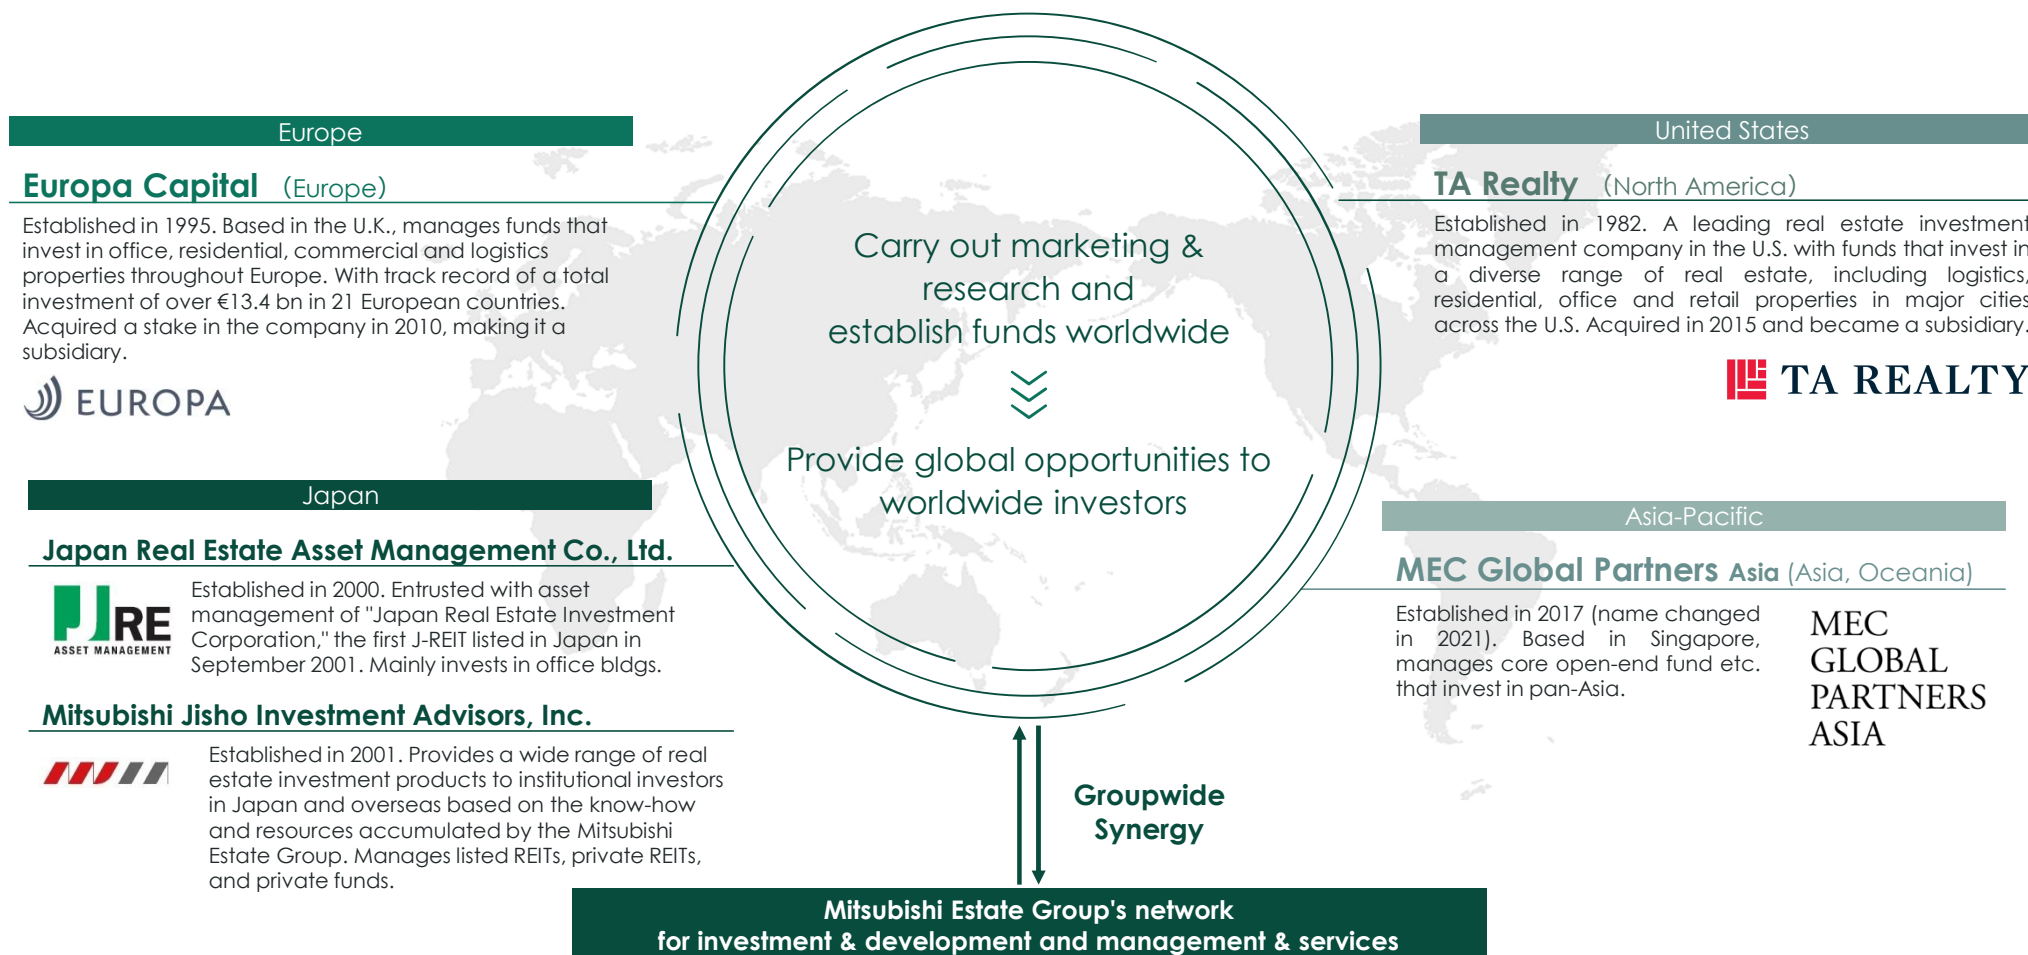 Europe
Europa Capital （Europe）
Established in 1995. Based in the U.K., manages funds that
invest in office, residential, commercial and logistics
properties throughout Europe. With track record of a total
investment of over €13.4 bn in 21 European countries.
Acquired a stake in the company in 2010, making it a
subsidiary.
EUROPA
Japan
Japan Real Estate Asset Management Co., Ltd.
JRE
ASSET MANAGEMENT
Established in 2000. Entrusted with asset
management of "Japan Real Estate Investment
Corporation," the first J-REIT listed in Japan in
September 2001. Mainly invests in office bldgs.
Mitsubishi Jisho Investment Advisors, Inc.
Established in 2001. Provides a wide range of real
estate investment products to institutional investors
in Japan and overseas based on the know-how
and resources accumulated by the Mitsubishi
Estate Group. Manages listed REITs, private REITs,
and private funds.
Carry out marketing &
research and
establish funds worldwide
Provide global opportunities to
worldwide investors
United States
TA Realty （North America）
Established in 1982. A leading real estate investment
management company in the U.S. with funds that invest in
a diverse range of real estate, including logistics,
residential, office and retail properties in major cities
across the U.S. Acquired in 2015 and became a subsidiary.
TA REALTY
Asia-Pacific
MEC Global Partners Asia (Asia, Oceania)
Established in 2017 (name changed
in 2021). Based in Singapore,
manages core open-end fund etc.
that invest in pan-Asia.
MEC
GLOBAL
PARTNERS
ASIA
Groupwide
Synergy
Mitsubishi Estate Group's network
for investment & development and management & services